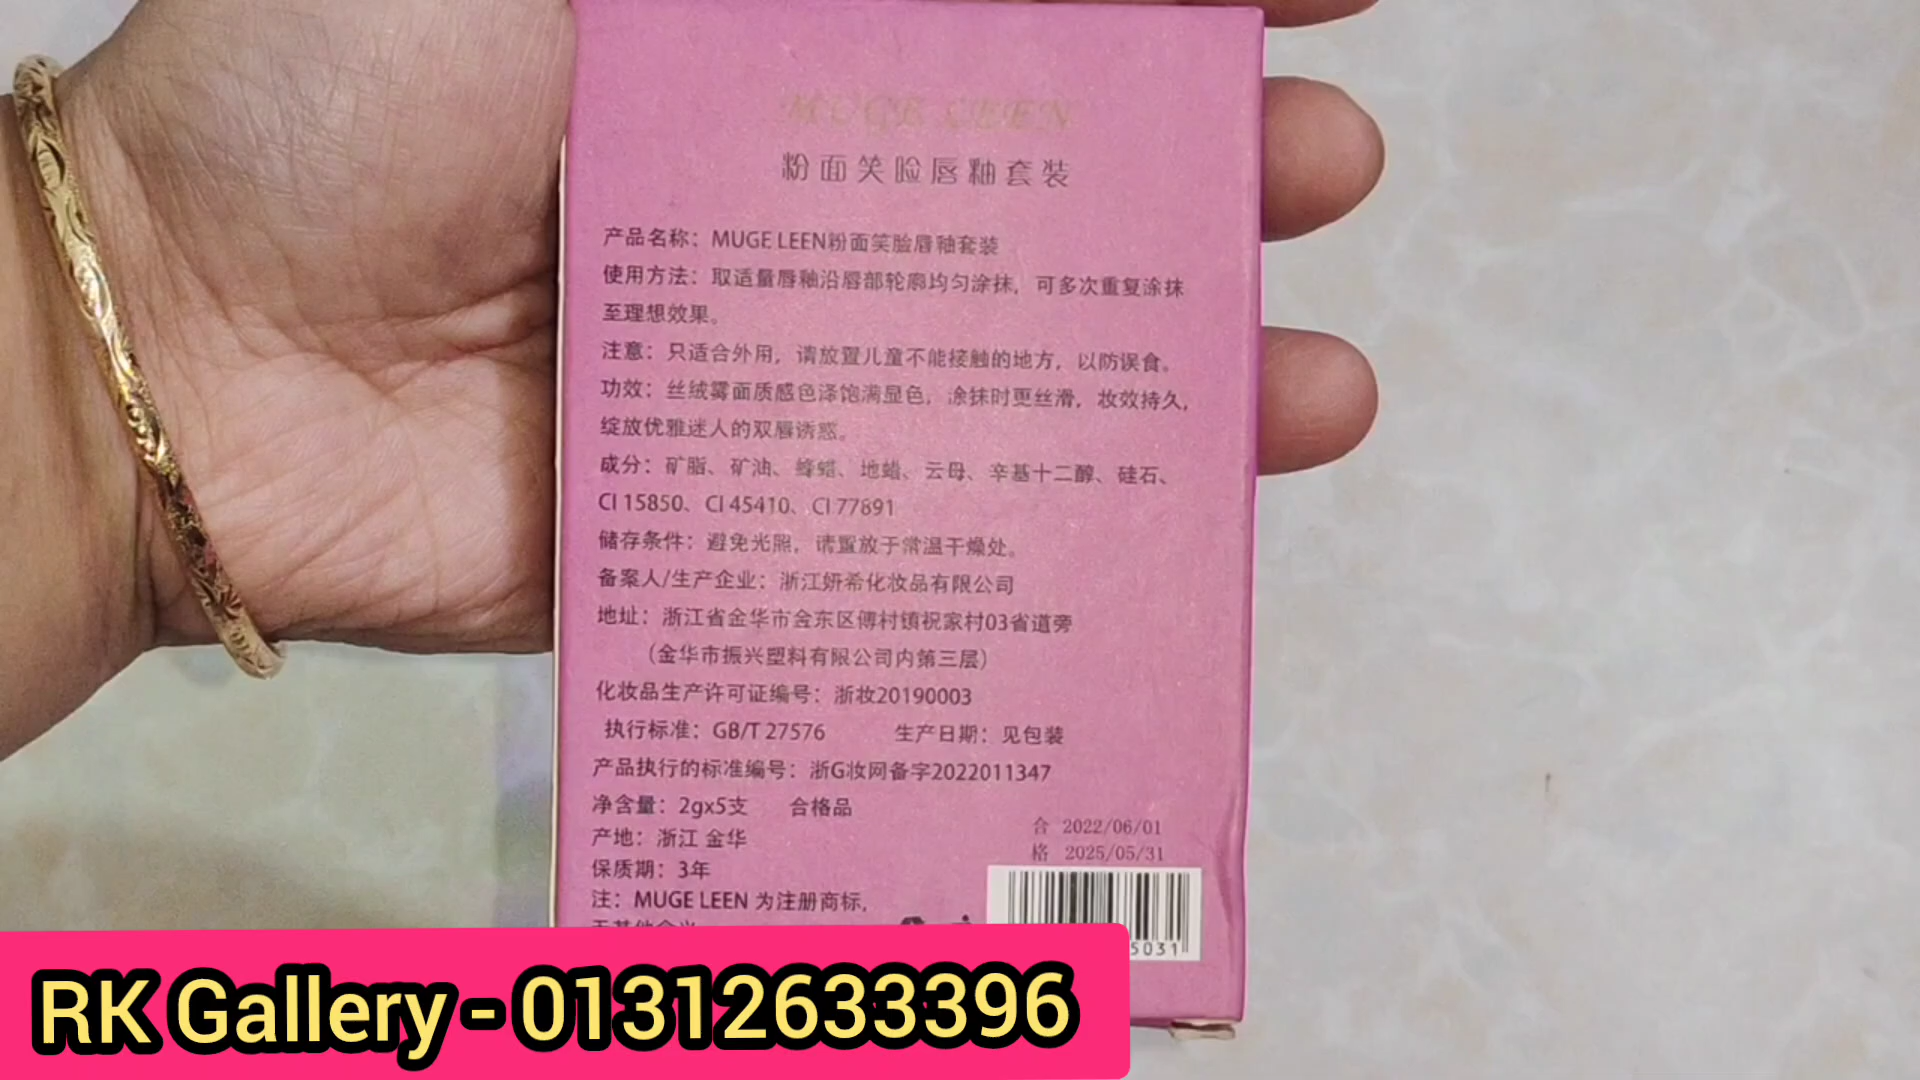 MUGE LEEN
粉面笑脸唇釉套装
产品名称：MUGE LEEN粉面笑脸唇釉套装
使用方法：取适量唇釉沿唇部轮廓均匀涂抹，可多次重复涂抹
至理想效果。
注意：只适合外用，请放置儿童不能接触的地方，以防误食。
功效：丝绒雾面质感色泽饱满显色，涂抹时更丝滑，妆效持久，
绽放优雅迷人的双唇诱惑。
成分：矿脂、矿油、蜂蜡、地蜡、云母、辛基十二醇、硅石、
CI 15850、CI 45410、CI 77891
储存条件：避免光照，请置放于常温干燥处。
备案人/生产企业：浙江妍希化妆品有限公司
地址：浙江省金华市金东区傅村镇祝家村03省道旁
（金华市振兴塑料有限公司内第三层）
化妆品生产许可证编号：浙妆20190003
执行标准：GB/T 27576 生产日期：见包装
产品执行的标准编号：浙G妆网备字2022011347
净含量：2gx5支 合格品
产地：浙江 金华
保质期：3年
合 2022/06/01
格 2025/05/31
注：MUGE LEEN 为注册商标，
5031
RK Gallery - 01312633396